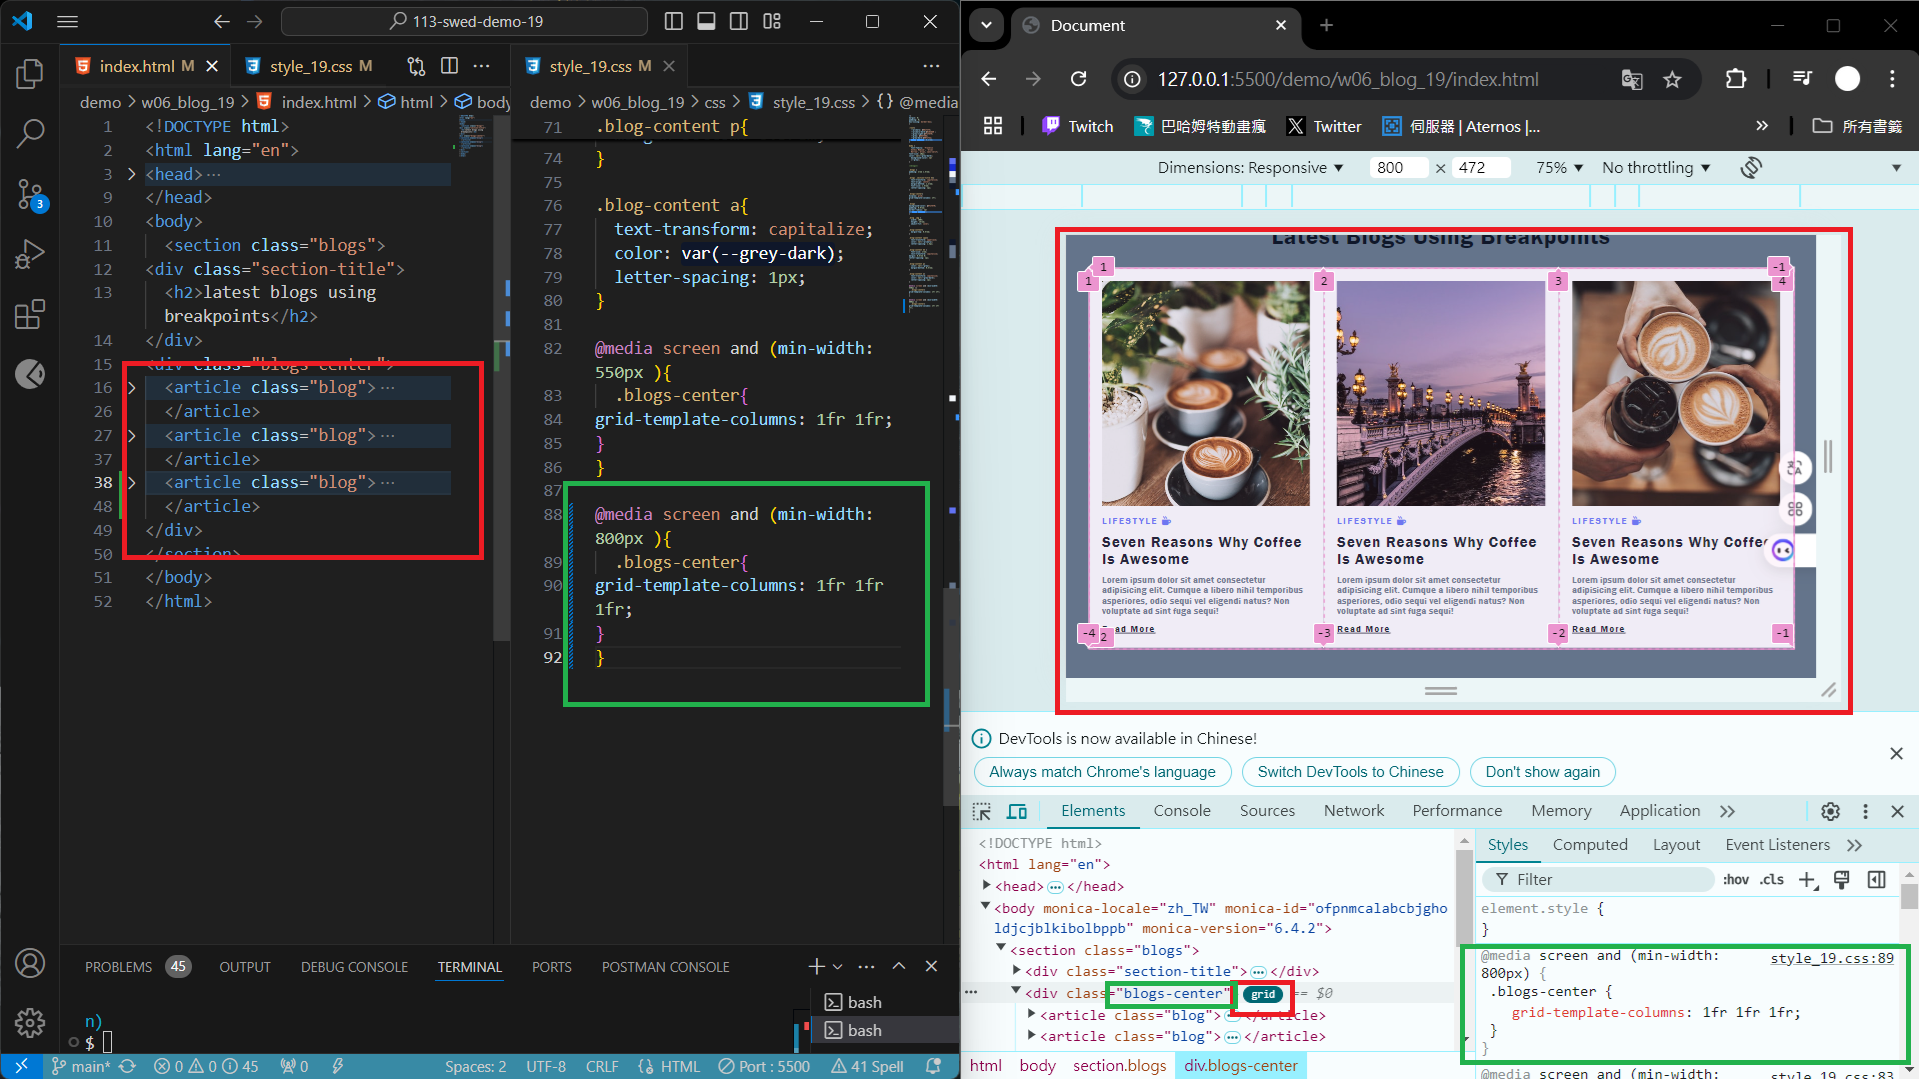 113-swed-demo-19
index.html M
style_19.css M
style_19.css M
demo > w06_blog_19 > index.html > html > body
demo > w06_blog_19 > css > style_19.css > {} @media
1 <!DOCTYPE html>
2 <html lang="en">
3 <head>
9 </head>
10 <body>
11 <section class="blogs">
12 <div class="section-title">
13 <h2>latest blogs using
breakpoints</h2>
14 </div>
15 <div class="blogs-center">
16 <article class="blog">
26 </article>
27 <article class="blog">
37 </article>
38 <article class="blog">
48 </article>
49 </div>
50 </section>
51 </body>
52 </html>
71 .blog-content p{
74 }
75
76 .blog-content a{
77 text-transform: capitalize;
78 color: var(--grey-dark);
79 letter-spacing: 1px;
80 }
81
82 @media screen and (min-width:
550px ){
83 .blogs-center{
84 grid-template-columns: 1fr 1fr;
85 }
86 }
87
88 @media screen and (min-width:
800px ){
89 .blogs-center{
90 grid-template-columns: 1fr 1fr
1fr;
91 }
92 }
3
PROBLEMS 45 OUTPUT DEBUG CONSOLE TERMINAL PORTS POSTMAN CONSOLE
bash
bash
n)
$
main* 0 0 45 0 Spaces: 2 UTF-8 CRLF HTML Port : 5500 41 Spell
Document
127.0.0.1:5500/demo/w06_blog_19/index.html
Twitch 巴哈姆特動畫瘋 Twitter 伺服器 | Aternos |... 所有書籤
Dimensions: Responsive 800 × 472 75% No throttling
Latest Blogs Using Breakpoints
1 -1
1 2 3 4
LIFESTYLE LIFESTYLE LIFESTYLE
Seven Reasons Why Coffee Seven Reasons Why Coffee Seven Reasons Why Coffee
Is Awesome Is Awesome Is Awesome
Lorem ipsum dolor sit amet consectetur Lorem ipsum dolor sit amet consectetur Lorem ipsum dolor sit amet consectetur
adipisicing elit. Cumque a libero nihil temporibus adipisicing elit. Cumque a libero nihil temporibus adipisicing elit. Cumque a libero nihil temporibus
asperiores, odio sequi vel eligendi natus? Non asperiores, odio sequi vel eligendi natus? Non asperiores, odio sequi vel eligendi natus? Non
voluptate ad sint fuga sequi! voluptate ad sint fuga sequi! voluptate ad sint fuga sequi!
Read More Read More Read More
-4 2 -3 -2 -1
DevTools is now available in Chinese!
Always match Chrome's language Switch DevTools to Chinese Don't show again
Elements Console Sources Network Performance Memory Application
<!DOCTYPE html>
<html lang="en">
<head> </head>
<body monica-locale="zh_TW" monica-id="ofpnmcalabcbjgho
ldjcjblkibolbppb" monica-version="6.4.2">
<section class="blogs">
<div class="section-title"> </div>
<div class="blogs-center" grid == $0
<article class="blog"> </article>
<article class="blog"> </article>
html body section.blogs div.blogs-center
Styles Computed Layout Event Listeners
Filter :hov .cls
element.style {
}
@media screen and (min-width: style_19.css:89
800px) {
.blogs-center {
grid-template-columns: 1fr 1fr 1fr;
}
}
@media screen and (min-width: style_19.css:83